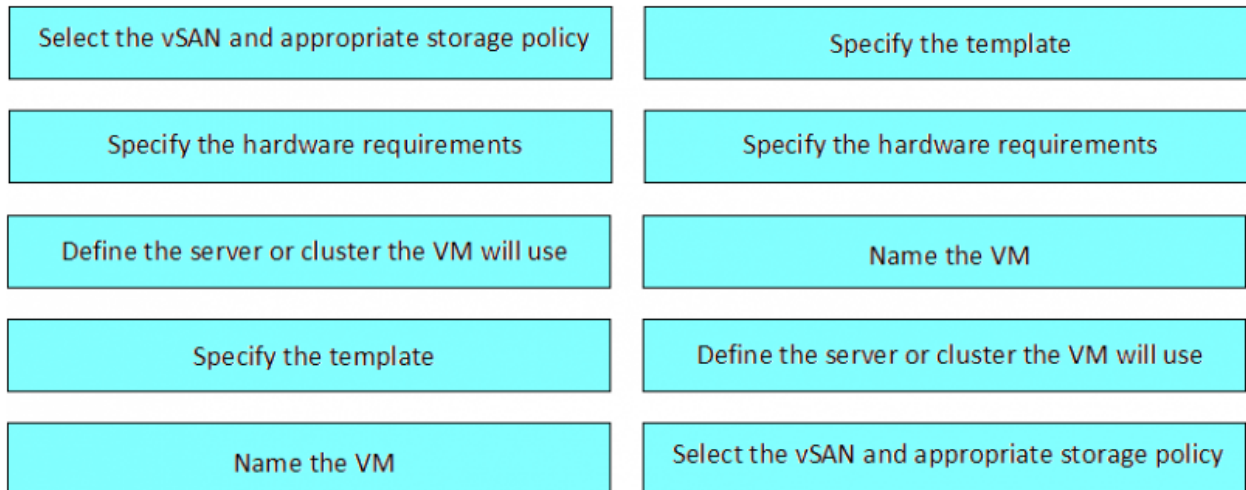 Select the vSAN and appropriate storage policy
Specify the hardware requirements
Define the server or cluster the VM will use
Specify the template
Name the VM
Specify the template
Specify the hardware requirements
Name the VM
Define the server or cluster the VM will use
Select the vSAN and appropriate storage policy